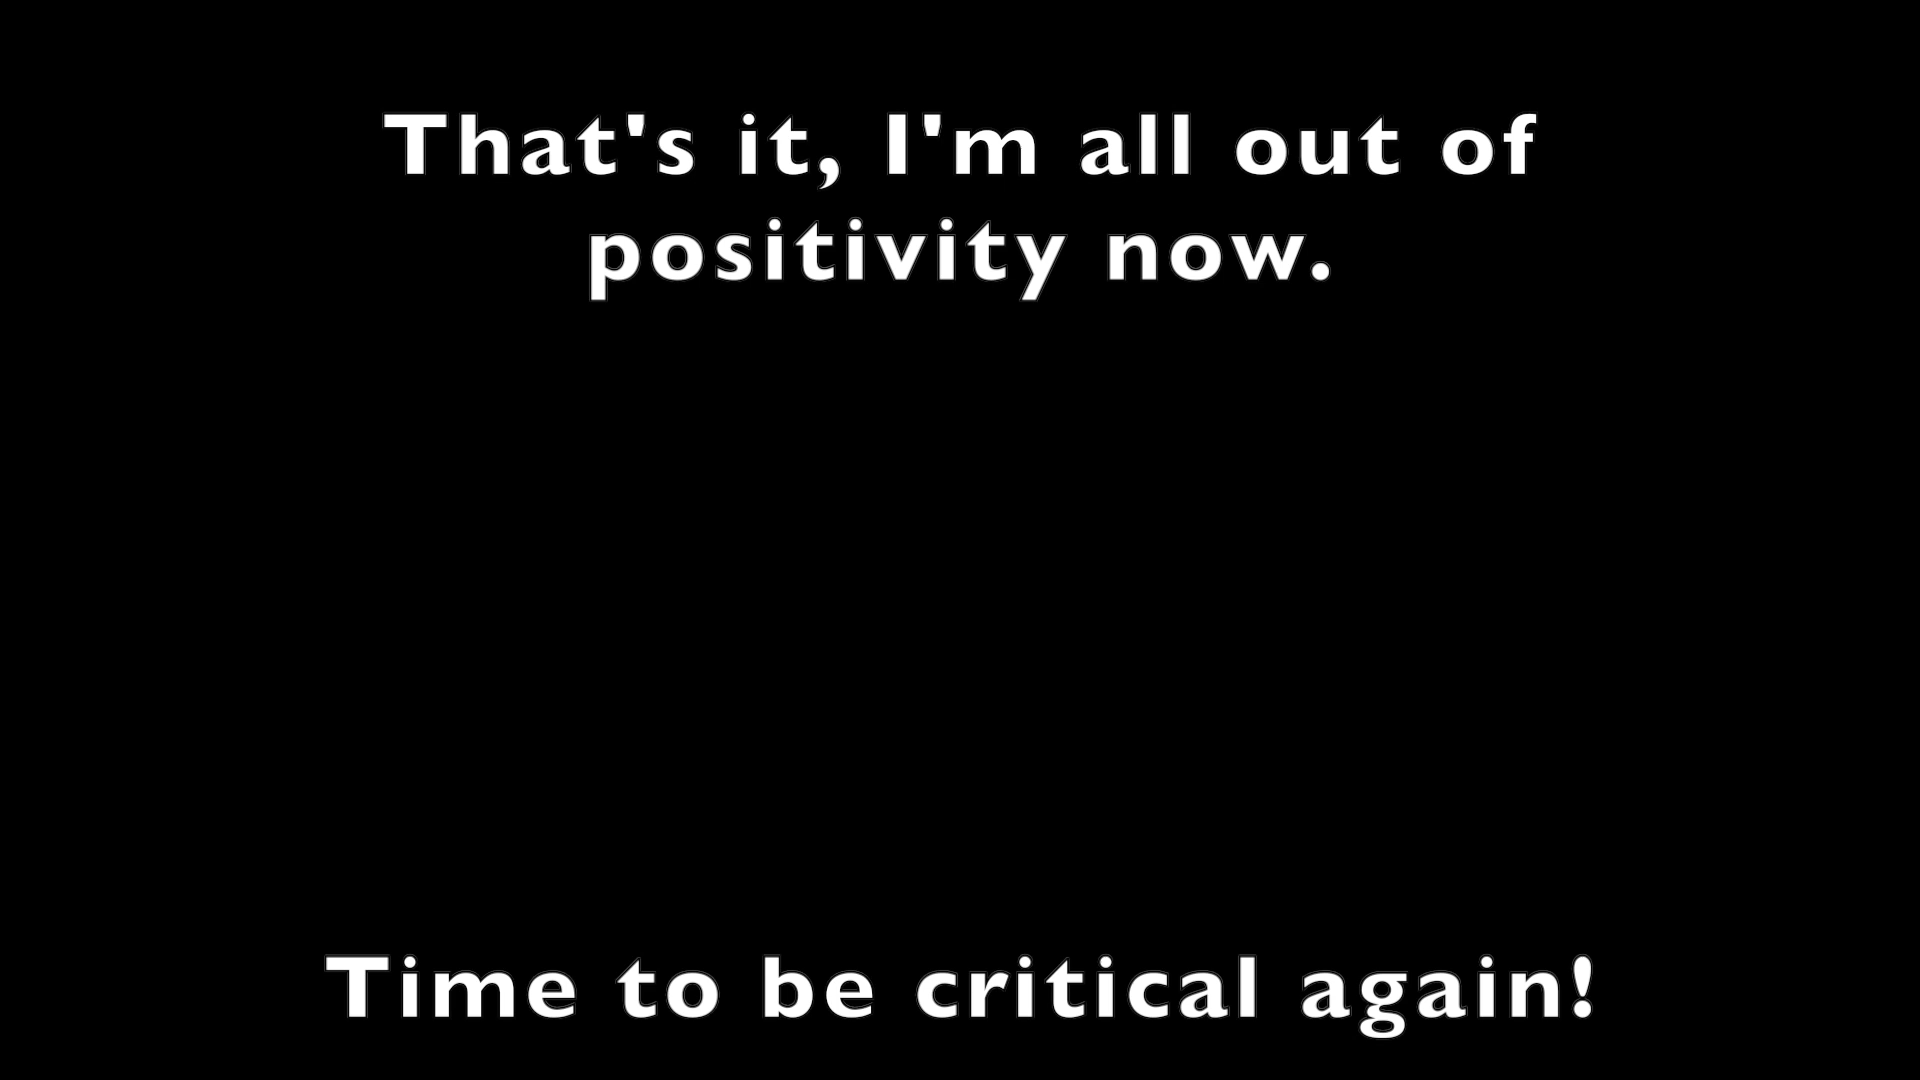 That's it, I'm all out of
positivity now.
Time to be critical again!